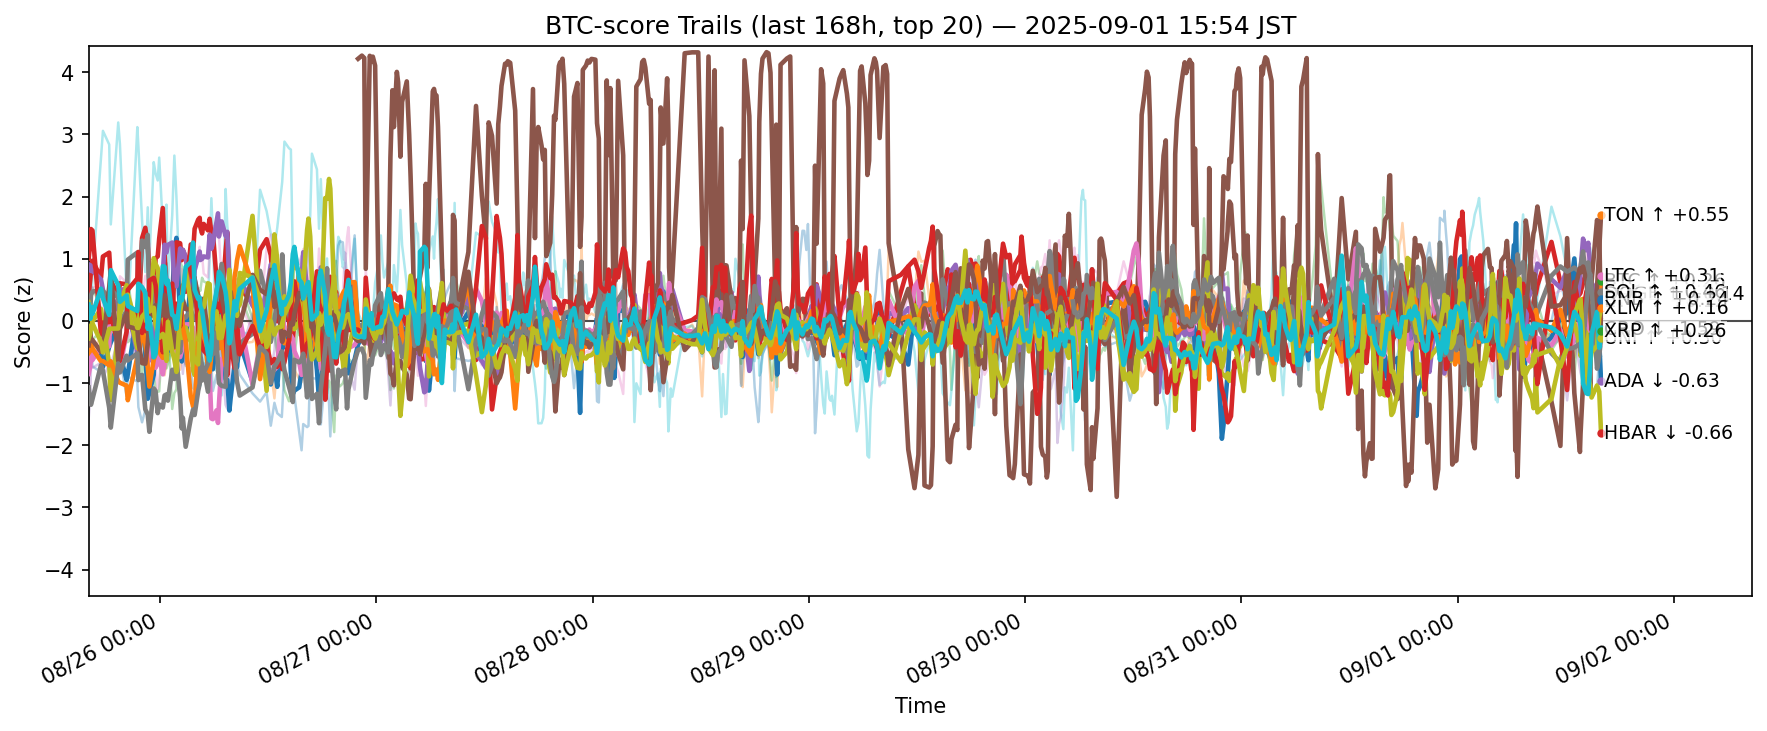 BTC-score Trails (last 168h, top 20) — 2025-09-01 15:54 JST
Score (z)
4
3
2
1
0
−1
−2
−3
−4
TON ↑ +0.55
LTC ↑ +0.31
SOL ↑ +0.46
BNB ↑
XLM ↑ +0.16
XRP ↑ +0.26
ADA ↓ -0.63
HBAR ↓ -0.66
08/26 00:00
08/27 00:00
08/28 00:00
08/29 00:00
08/30 00:00
08/31 00:00
09/01 00:00
09/02 00:00
Time